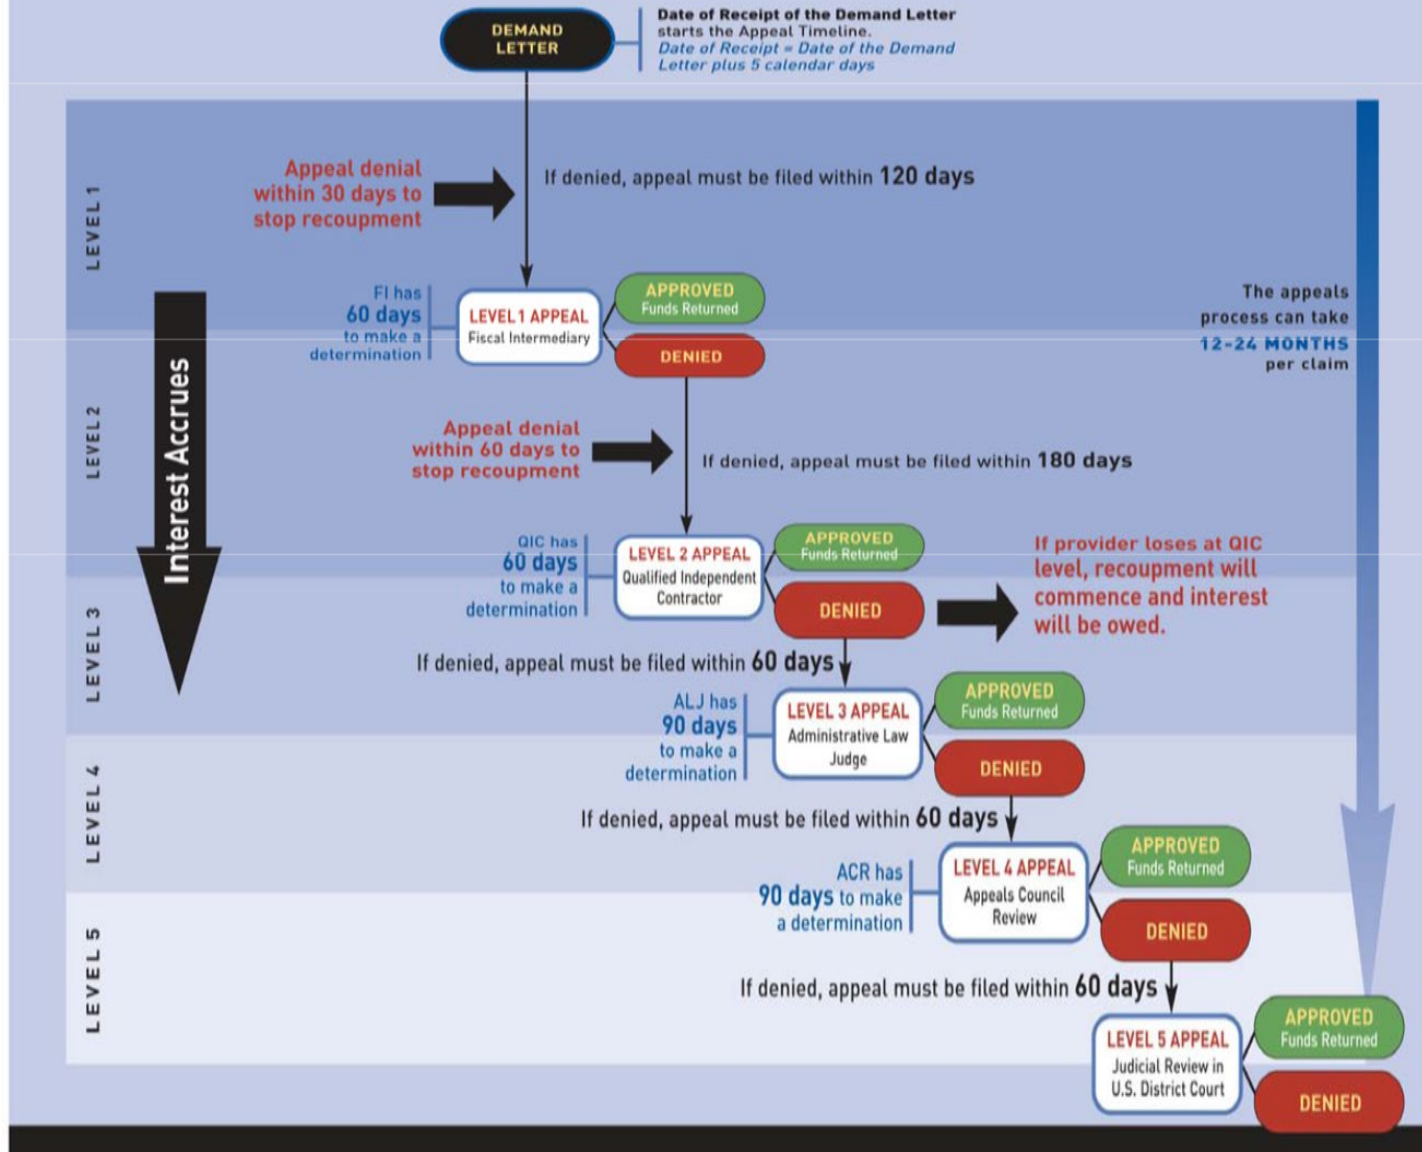 DEMAND
LETTER
Date of Receipt of the Demand Letter
starts the Appeal Timeline.
Date of Receipt = Date of the Demand
Letter plus 5 calendar days
LEVEL 1
Appeal denial
within 30 days to
stop recoupment
If denied, appeal must be filed within 120 days
FI has
60 days
to make a
determination
LEVEL 1 APPEAL
Fiscal Intermediary
APPROVED
Funds Returned
DENIED
The appeals
process can take
12-24 MONTHS
per claim
Interest Accrues
LEVEL 2
Appeal denial
within 60 days to
stop recoupment
If denied, appeal must be filed within 180 days
QIC has
60 days
to make a
determination
LEVEL 2 APPEAL
Qualified Independent
Contractor
APPROVED
Funds Returned
DENIED
If provider loses at QIC
level, recoupment will
commence and interest
will be owed.
LEVEL 3
If denied, appeal must be filed within 60 days
ALJ has
90 days
to make a
determination
LEVEL 3 APPEAL
Administrative Law
Judge
APPROVED
Funds Returned
DENIED
LEVEL 4
If denied, appeal must be filed within 60 days
ACR has
90 days to make
a determination
LEVEL 4 APPEAL
Appeals Council
Review
APPROVED
Funds Returned
DENIED
LEVEL 5
If denied, appeal must be filed within 60 days
LEVEL 5 APPEAL
Judicial Review in
U.S. District Court
APPROVED
Funds Returned
DENIED